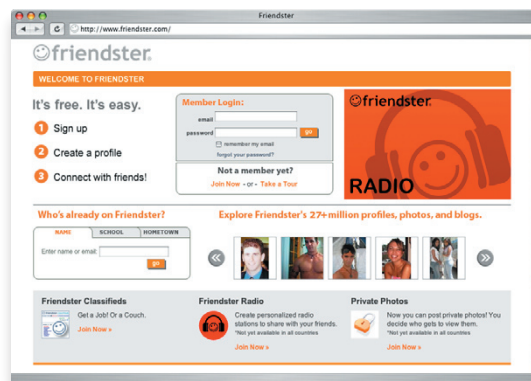 Friendster
http://www.friendster.com/
friendster.
WELCOME TO FRIENDSTER
It's free. It's easy.
1 Sign up
2 Create a profile
3 Connect with friends!
Member Login:
email
password
go
remember my email
forgot your password?
Not a member yet?
Join Now - or - Take a Tour
friendster.
RADIO
Who's already on Friendster?
NAME SCHOOL HOMETOWN
Enter name or email:
go
Explore Friendster's 27+million profiles, photos, and blogs.
Friendster Classifieds
Get a Job! Or a Couch.
Join Now »
Friendster Radio
Create personalized radio
stations to share with your friends.
*Not yet available in all countries
Join Now »
Private Photos
Now you can post private photos! You
decide who gets to view them.
*Not yet available in all countries
Join Now »